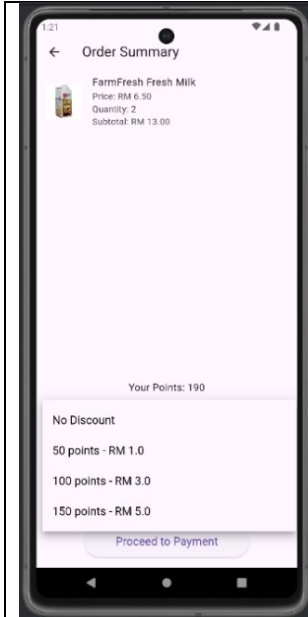 1:21
Order Summary
FarmFresh Fresh Milk
Price: RM 6.50
Quantity: 2
Subtotal: RM 13.00
Your Points: 190
No Discount
50 points - RM 1.0
100 points - RM 3.0
150 points - RM 5.0
Proceed to Payment